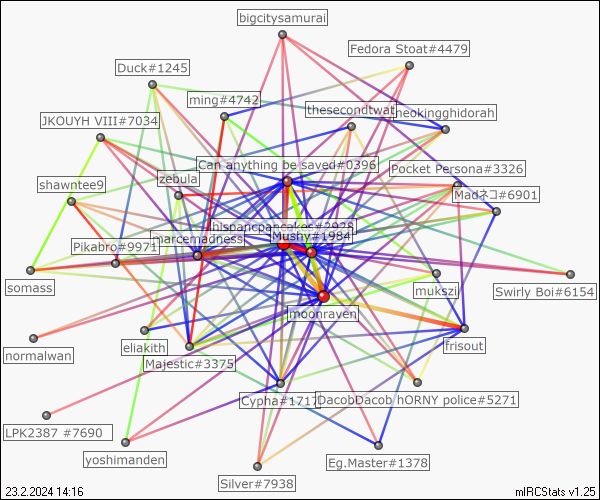 bigcitysamurai
Fedora Stoat#4479
Duck#1245
ming#4742
thesecondtwat
neokingghidorah
JKOUYH VIII#7034
Can anything be saved#0396
Pocket Persona#3326
shawntee9
zebula
Madネコ#6901
hispanicpancakes#2928
Mushy#1984
marcemadness
Pikabro#9971
somass
mukszi
Swirly Boi#6154
moonraven
normalwan
eliakith
frisout
Majestic#3375
Cypha#1717
DacobDacob hORNY police#5271
LPK2387 #7690
yoshimanden
Eg.Master#1378
Silver#7938
23.2.2024 14:16
mIRCStats v1.25